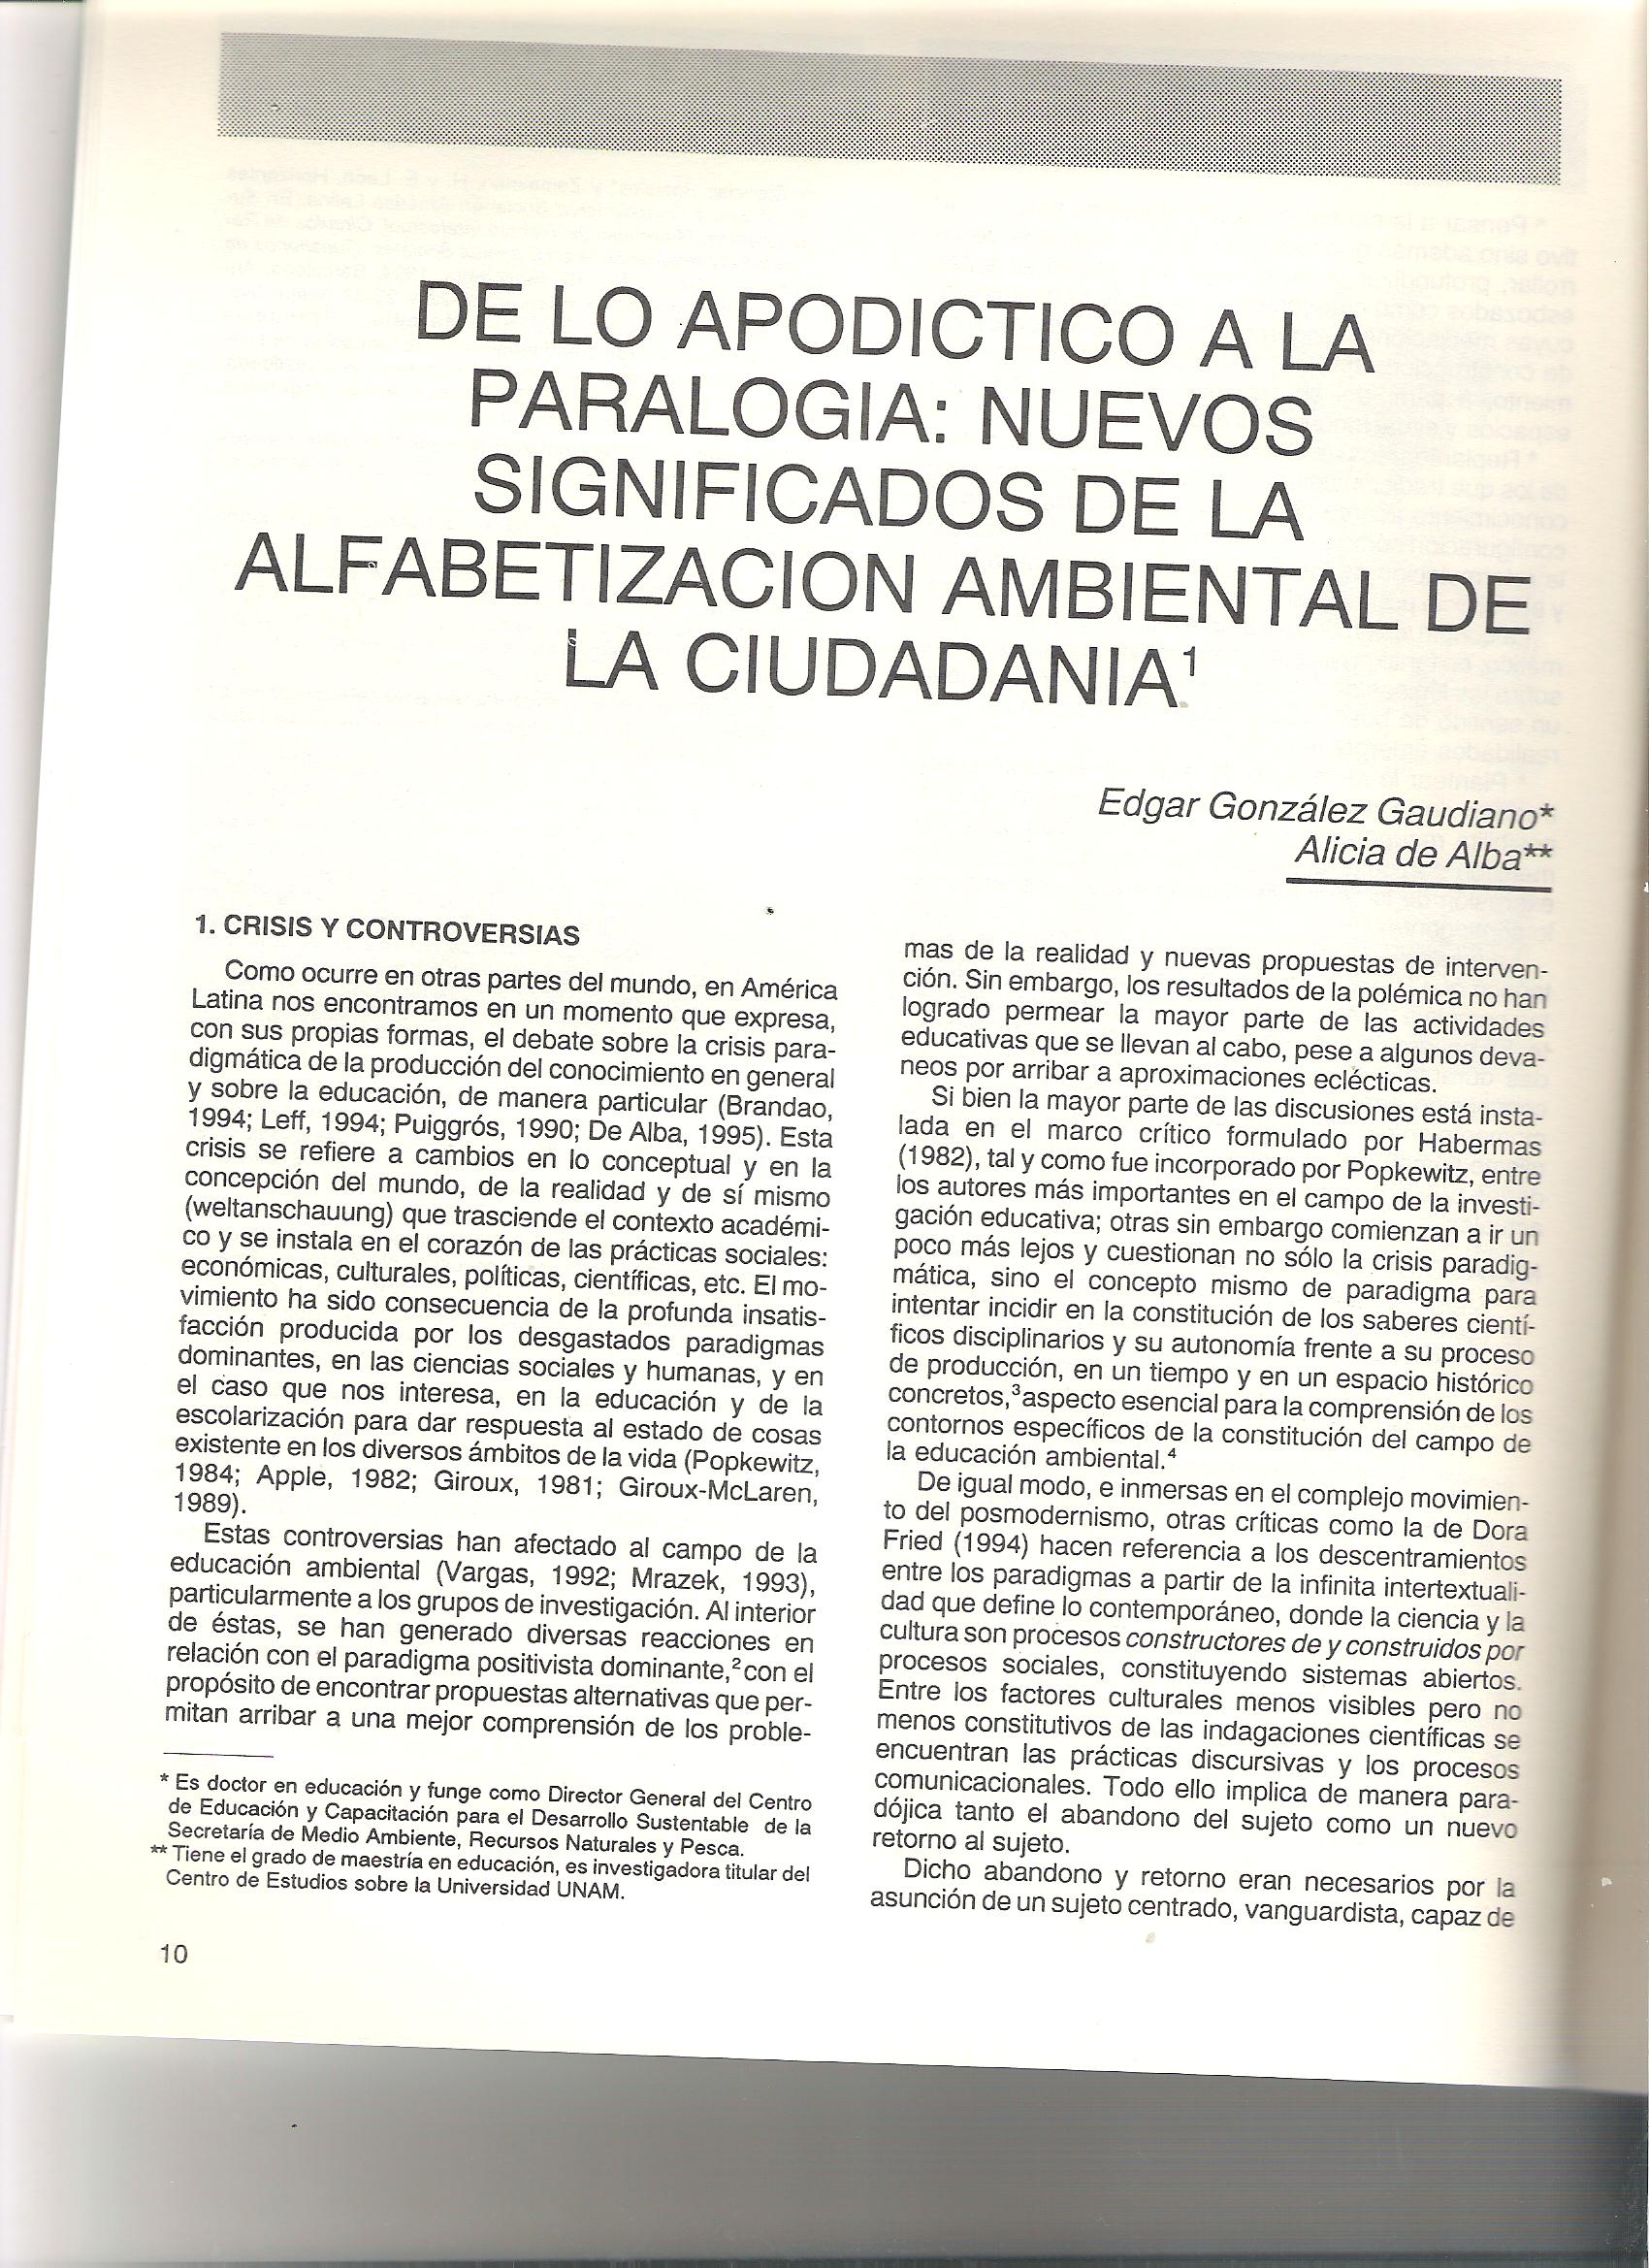 DE LO APODICTICO A LA
PARALOGIA: NUEVOS
SIGNIFICADOS DE LA
ALFABETIZACION AMBIENTAL DE
LA CIUDADANIA¹
Edgar González Gaudiano*
Alicia de Alba**
1. CRISIS Y CONTROVERSIAS
Como ocurre en otras partes del mundo, en América
Latina nos encontramos en un momento que expresa,
con sus propias formas, el debate sobre la crisis para-
digmática de la producción del conocimiento en general
y sobre la educación, de manera particular (Brandao,
1994; Leff, 1994; Puiggrós, 1990; De Alba, 1995). Esta
crisis se refiere a cambios en lo conceptual y en la
concepción del mundo, de la realidad y de sí mismo
(weltanschauung) que trasciende el contexto académi-
co y se instala en el corazón de las prácticas sociales:
económicas, culturales, políticas, científicas, etc. El mo-
vimiento ha sido consecuencia de la profunda insatis-
facción producida por los desgastados paradigmas
dominantes, en las ciencias sociales y humanas, y en
el caso que nos interesa, en la educación y de la
escolarización para dar respuesta al estado de cosas
existente en los diversos ámbitos de la vida (Popkewitz,
1984; Apple, 1982; Giroux, 1981; Giroux-McLaren,
1989).
Estas controversias han afectado al campo de la
educación ambiental (Vargas, 1992; Mrazek, 1993),
particularmente a los grupos de investigación. Al interior
de éstas, se han generado diversas reacciones en
relación con el paradigma positivista dominante,² con el
propósito de encontrar propuestas alternativas que per-
mitan arribar a una mejor comprensión de los proble-
* Es doctor en educación y funge como Director General del Centro
de Educación y Capacitación para el Desarrollo Sustentable de la
Secretaría de Medio Ambiente, Recursos Naturales y Pesca.
** Tiene el grado de maestría en educación, es investigadora titular del
Centro de Estudios sobre la Universidad UNAM.
10
mas de la realidad y nuevas propuestas de interven-
ción. Sin embargo, los resultados de la polémica no han
logrado permear la mayor parte de las actividades
educativas que se llevan al cabo, pese a algunos deva-
neos por arribar a aproximaciones eclécticas.
Si bien la mayor parte de las discusiones está insta-
lada en el marco crítico formulado por Habermas
(1982), tal y como fue incorporado por Popkewitz, entre
los autores más importantes en el campo de la investi-
gación educativa; otras sin embargo comienzan a ir un
poco más lejos y cuestionan no sólo la crisis paradig-
mática, sino el concepto mismo de paradigma para
intentar incidir en la constitución de los saberes cientí-
ficos disciplinarios y su autonomía frente a su proceso
de producción, en un tiempo y en un espacio histórico
concretos,³ aspecto esencial para la comprensión de los
contornos específicos de la constitución del campo de
la educación ambiental.⁴
De igual modo, e inmersas en el complejo movimien-
to del posmodernismo, otras críticas como la de Dora
Fried (1994) hacen referencia a los descentramientos
entre los paradigmas a partir de la infinita intertextuali-
dad que define lo contemporáneo, donde la ciencia y la
cultura son procesos constructores de y construidos por
procesos sociales, constituyendo sistemas abiertos.
Entre los factores culturales menos visibles pero no
menos constitutivos de las indagaciones científicas se
encuentran las prácticas discursivas y los procesos
comunicacionales. Todo ello implica de manera para-
dójica tanto el abandono del sujeto como un nuevo
retorno al sujeto.
Dicho abandono y retorno eran necesarios por la
asunción de un sujeto centrado, vanguardista, capaz de